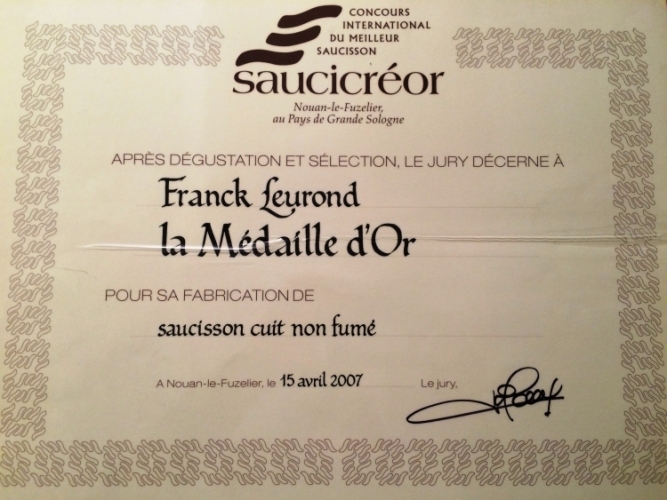 CONCOURS
INTERNATIONAL
DU MEILLEUR
SAUCISSON
saucicréor
Nouan-le-Fuzelier,
au Pays de Grande Sologne
APRÈS DÉGUSTATION ET SÉLECTION, LE JURY DÉCERNE À
Franck Leurond
la Médaille d'Or
POUR SA FABRICATION DE
saucisson cuit non fumé
A Nouan-le-Fuzelier, le 15 avril 2007 Le jury,